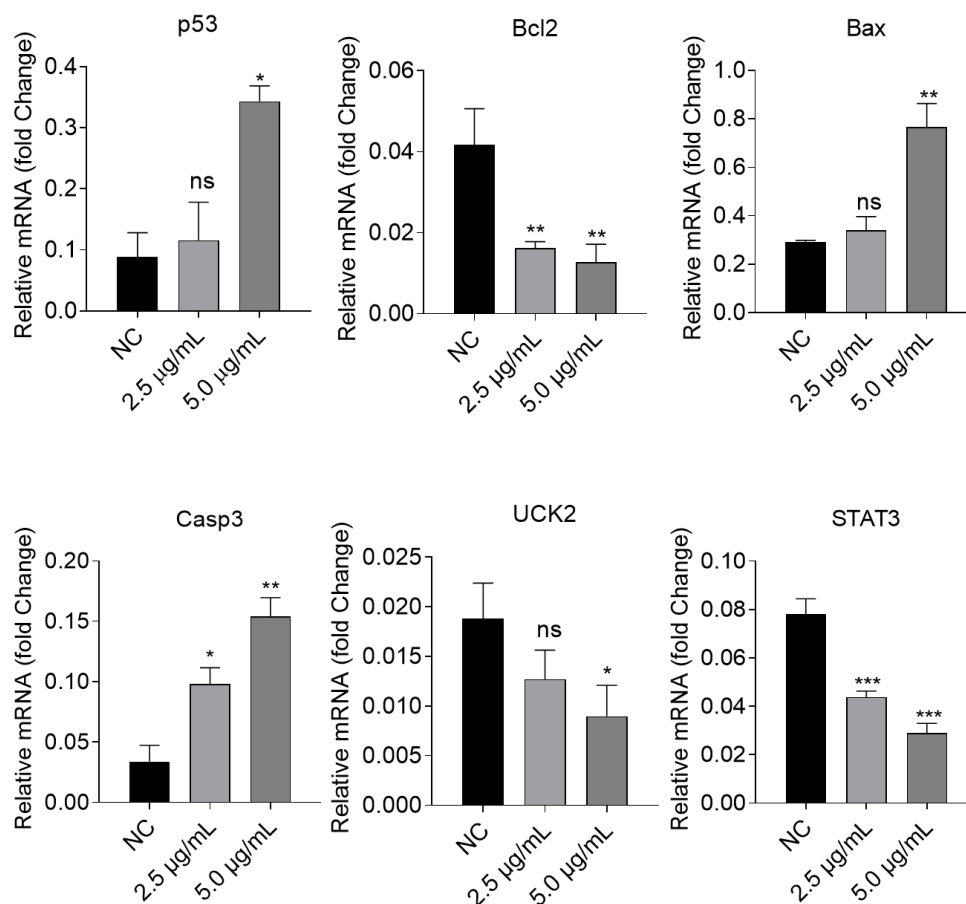 p53
Relative mRNA (fold Change)
0.4
0.3
0.2
0.1
0.0
ns
*
NC
2.5 µg/mL
5.0 µg/mL
Bcl2
Relative mRNA (fold Change)
0.06
0.04
0.02
0.00
**
**
NC
2.5 µg/mL
5.0 µg/mL
Bax
Relative mRNA (fold Change)
1.0
0.8
0.6
0.4
0.2
0.0
ns
**
NC
2.5 µg/mL
5.0 µg/mL
Casp3
Relative mRNA (fold Change)
0.20
0.15
0.10
0.05
0.00
*
**
NC
2.5 µg/mL
5.0 µg/mL
UCK2
Relative mRNA (fold Change)
0.025
0.020
0.015
0.010
0.005
0.000
ns
*
NC
2.5 µg/mL
5.0 µg/mL
STAT3
Relative mRNA (fold Change)
0.10
0.08
0.06
0.04
0.02
0.00
***
***
NC
2.5 µg/mL
5.0 µg/mL